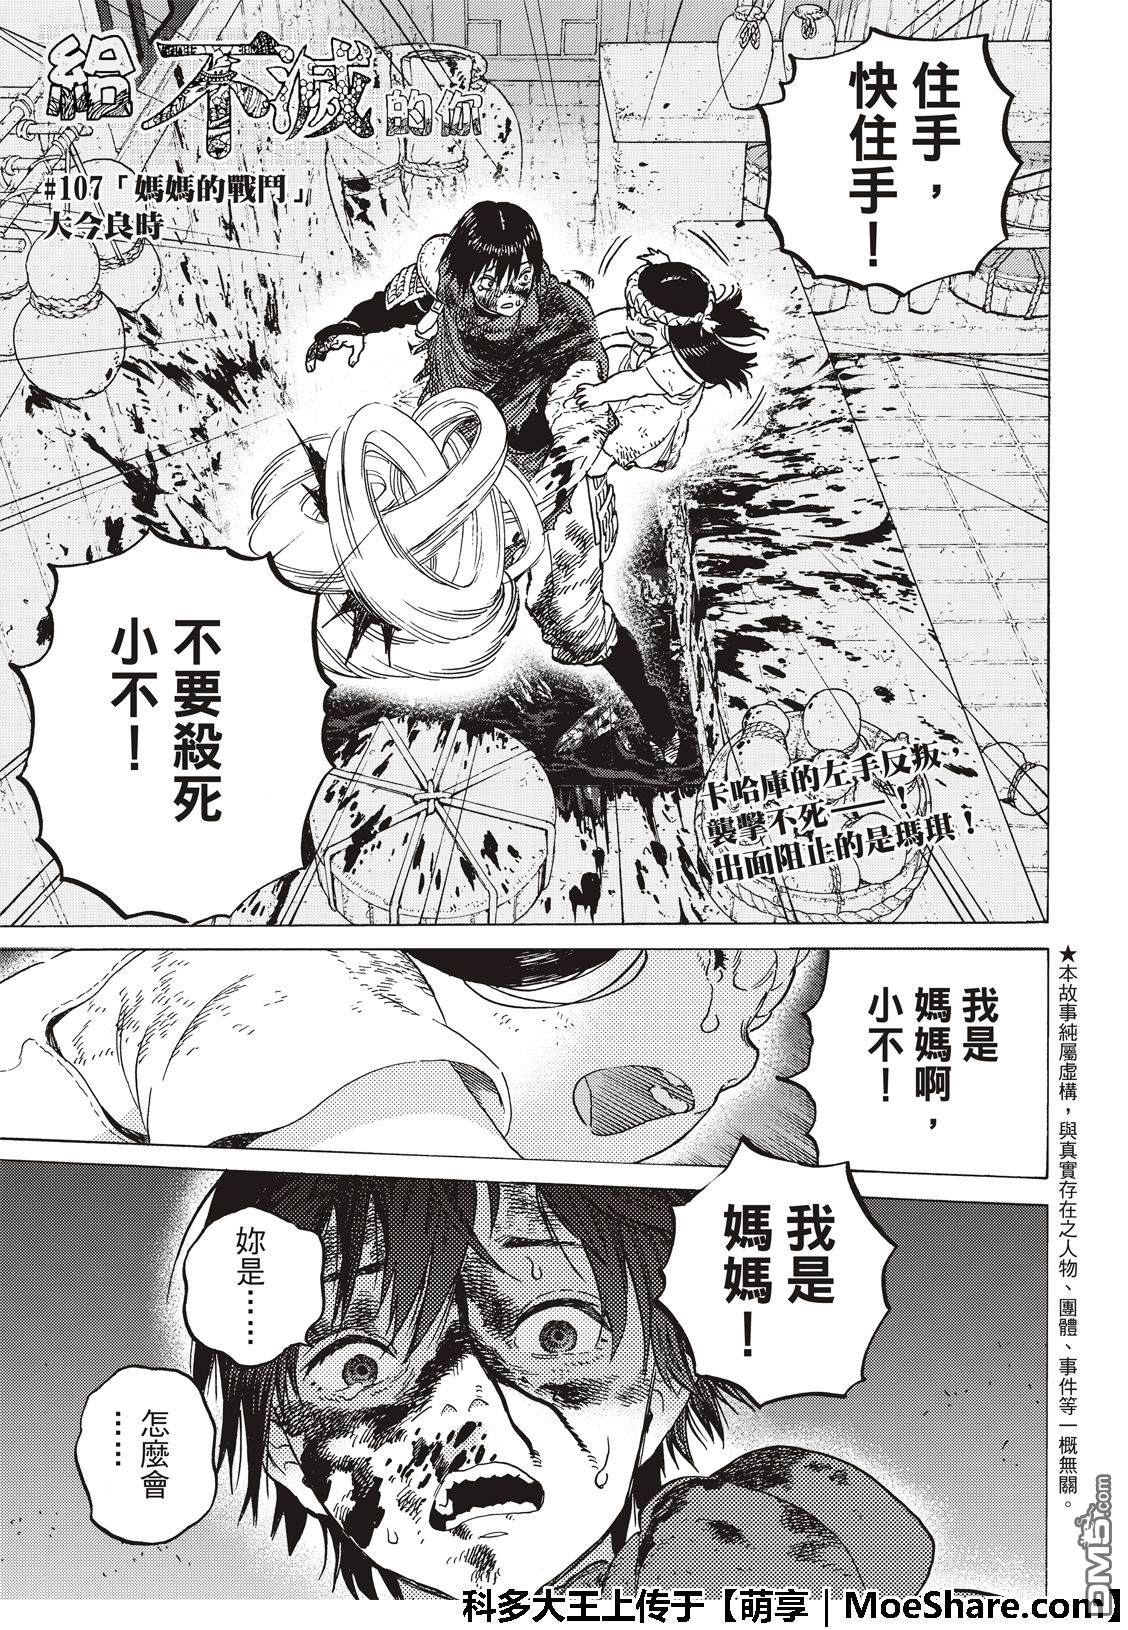 給不滅的你
#107「媽媽的戰鬥」
大今良時
住手，
快住手！
不要殺死
小不！
卡哈庫的左手反叛，
襲擊不死——！
出面阻止的是瑪琪！
我是
媽媽啊，
小不！
我是
媽媽！
妳是……
怎麼會
……
★本故事純屬虛構，與真實存在之人物、團體、事件等一概無關。
DM5.com
科多大王上传于【萌享｜MoeShare.com】